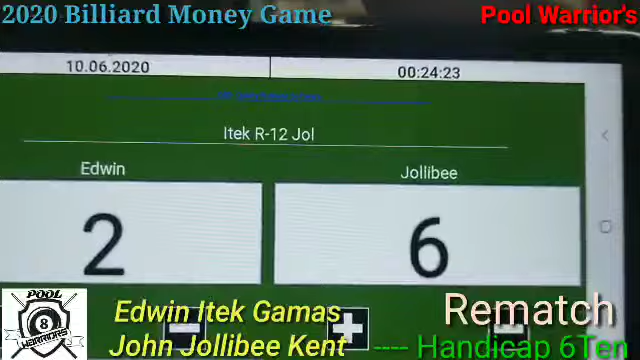 2020 Billiard Money Game
Pool Warrior's
10.06.2020
00:24:23
Itek R-12 Jol
Edwin
Jollibee
2
6
POOL
8
WARRIORS
Edwin Itek Gamas
Rematch
John Jollibee Kent
---- Handicap 6Ten